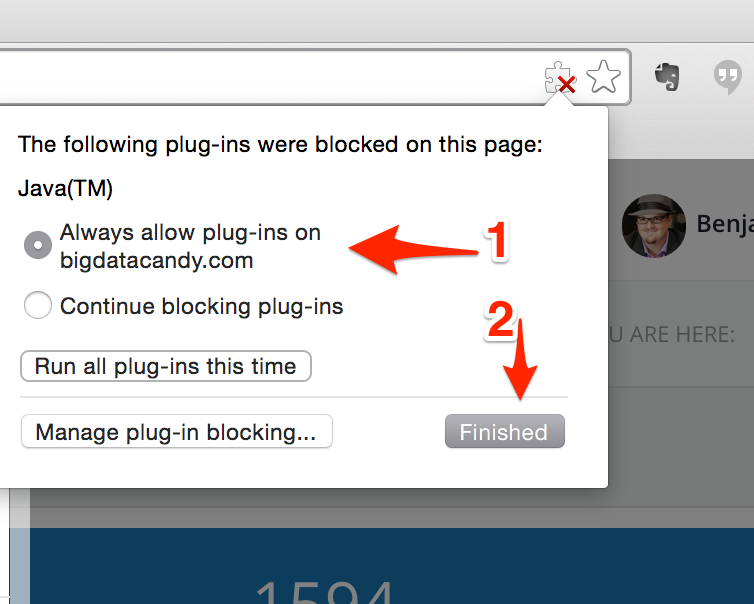 The following plug-ins were blocked on this page:
Java(TM)
Always allow plug-ins on
bigdatacandy.com
1
Continue blocking plug-ins
2
Run all plug-ins this time
Manage plug-in blocking...
Finished
Benja
U ARE HERE:
1594